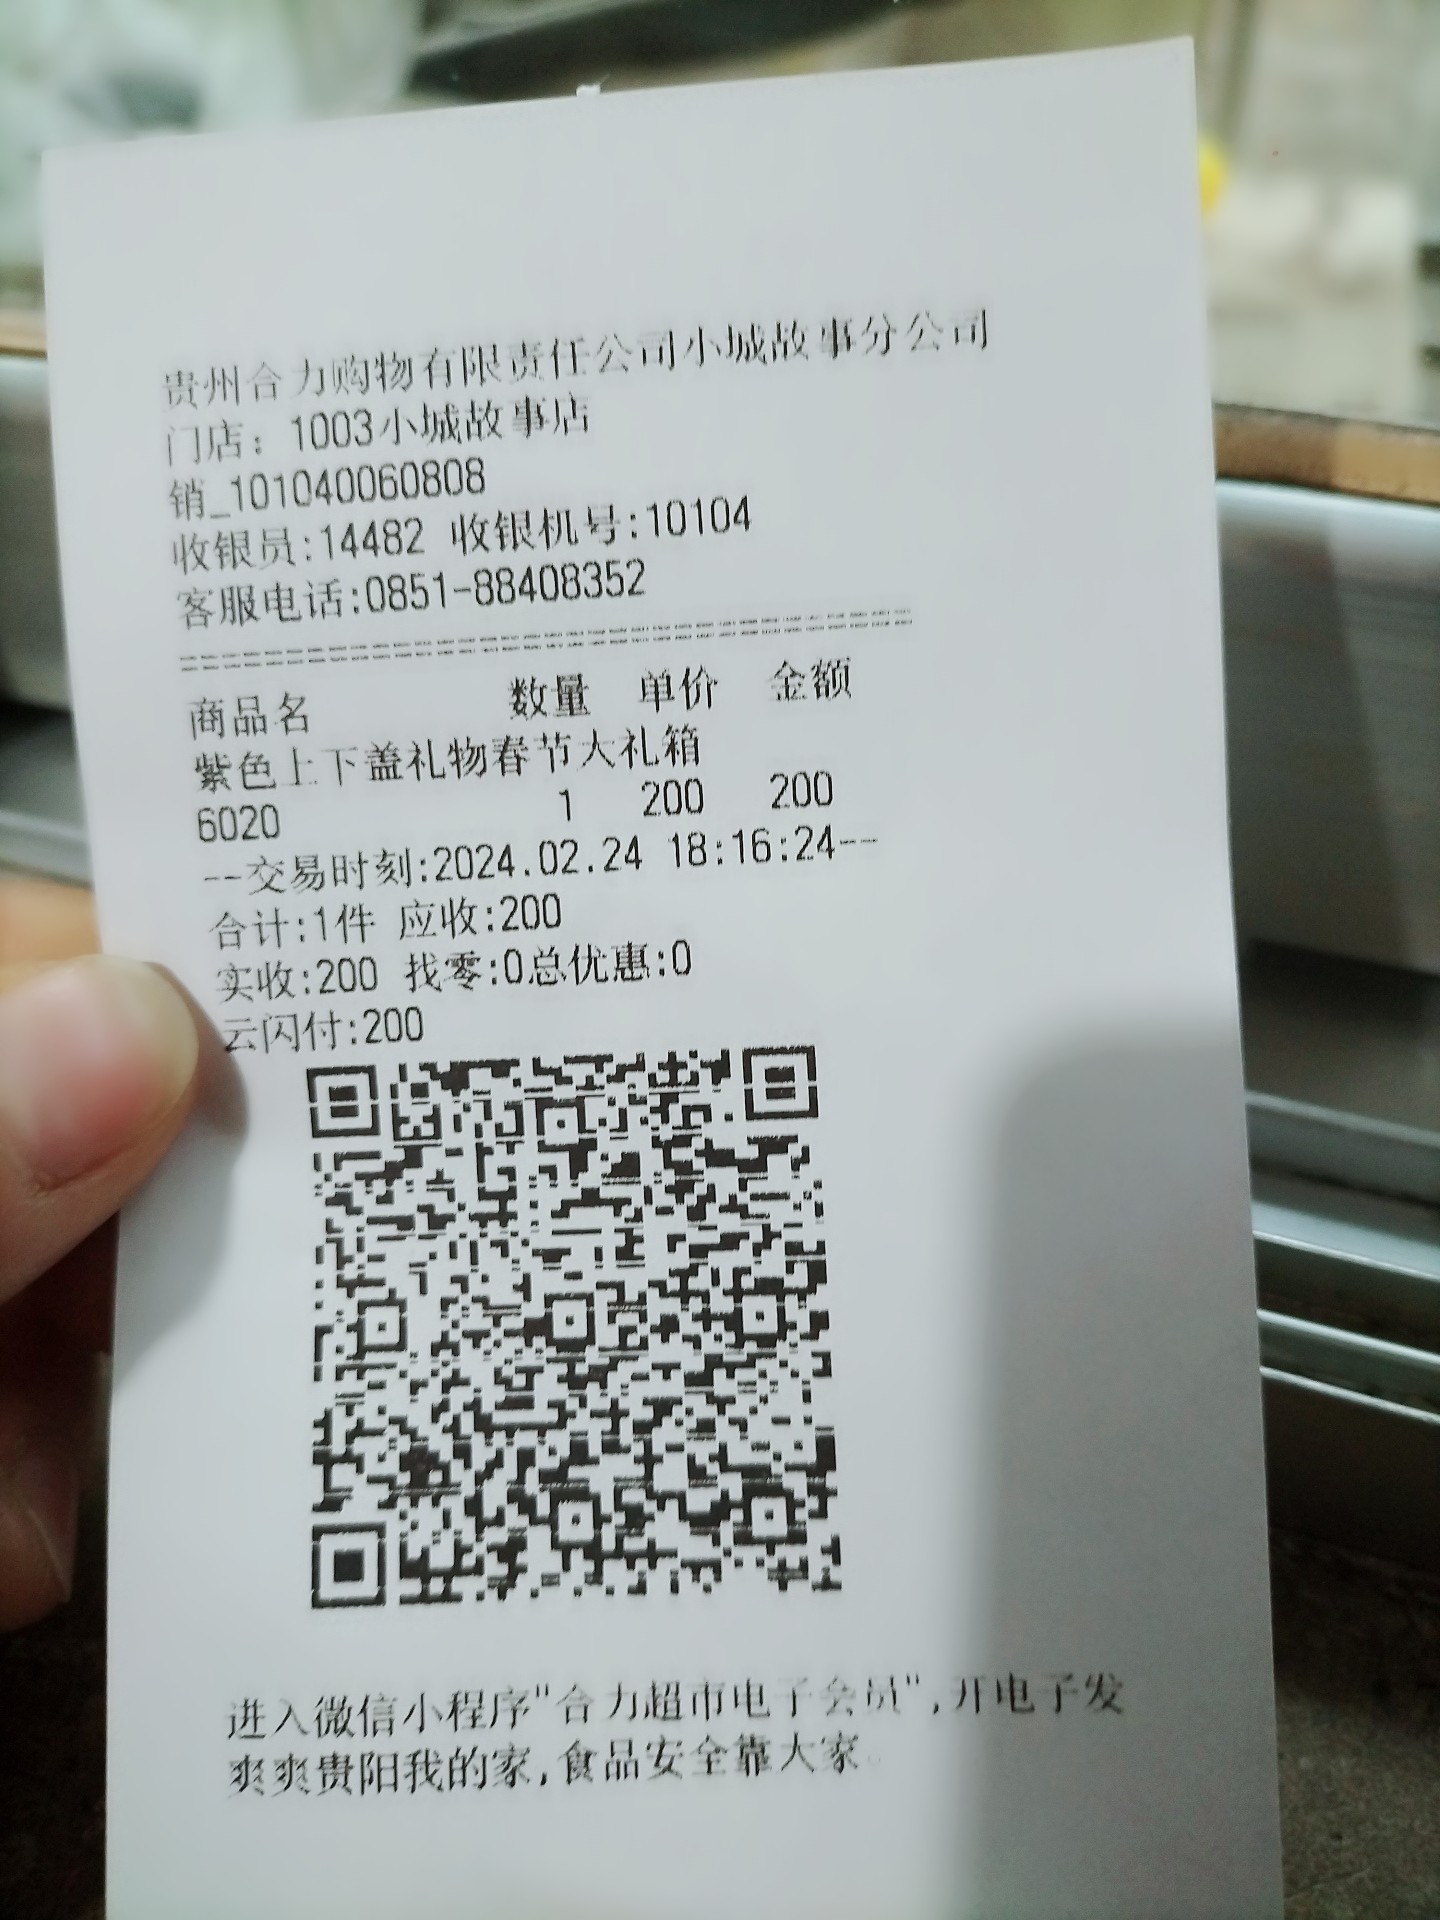 贵州合力购物有限责任公司小城故事分公司
门店：1003小城故事店
销_101040060808
收银员:14482 收银机号:10104
客服电话:0851-88408352
商品名 数量 单价 金额
紫色上下盖礼物春节大礼箱
6020 1 200 200
--交易时刻:2024.02.24 18:16:24--
合计:1件 应收:200
实收:200 找零:0总优惠:0
云闪付:200
进入微信小程序"合力超市电子会员",开电子发
爽爽贵阳我的家,食品安全靠大家。